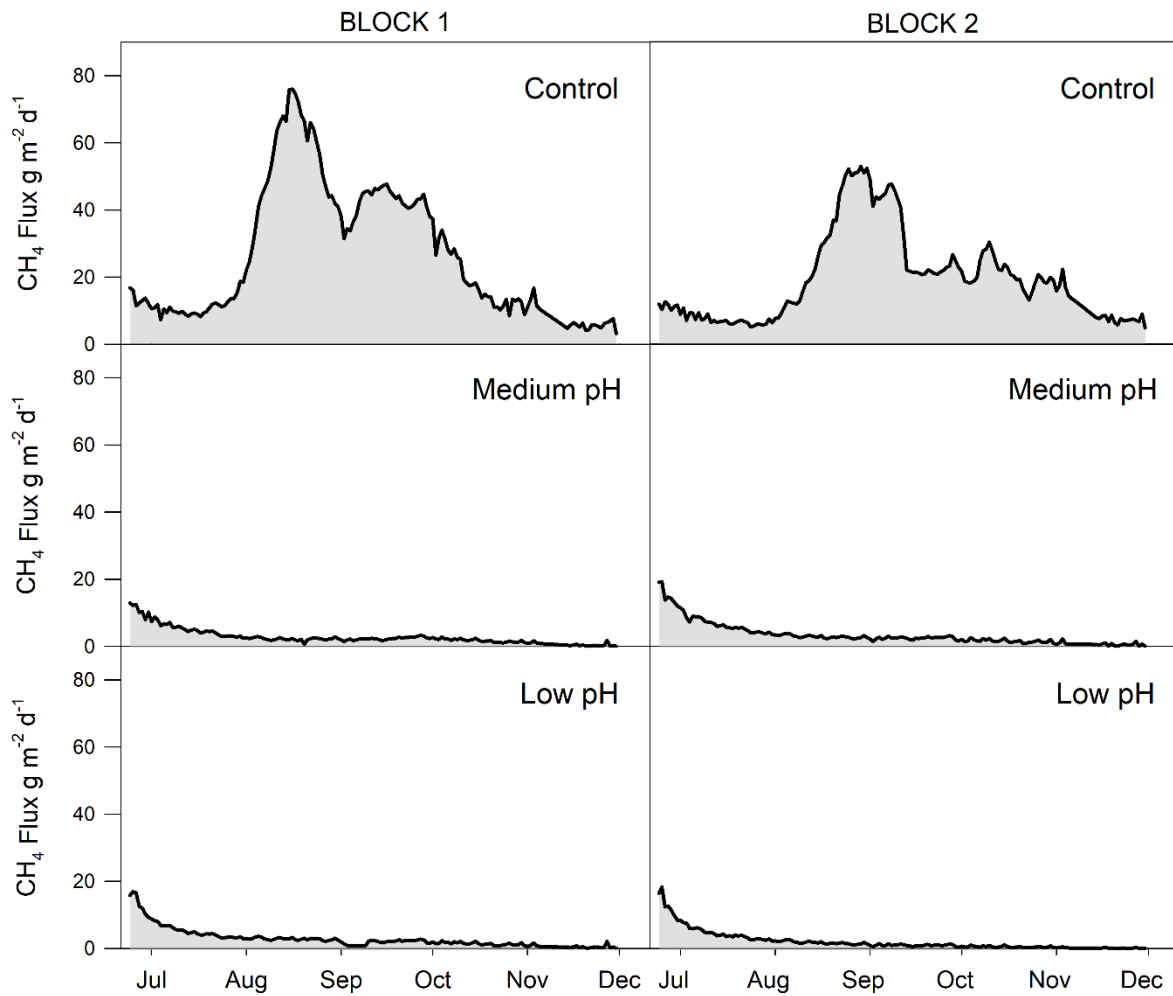 BLOCK 1
BLOCK 2
CH₄ Flux g m⁻² d⁻¹
80
60
40
20
0
Control
Control
CH₄ Flux g m⁻² d⁻¹
80
60
40
20
0
Medium pH
Medium pH
CH₄ Flux g m⁻² d⁻¹
80
60
40
20
0
Low pH
Low pH
Jul Aug Sep Oct Nov Dec
Jul Aug Sep Oct Nov Dec